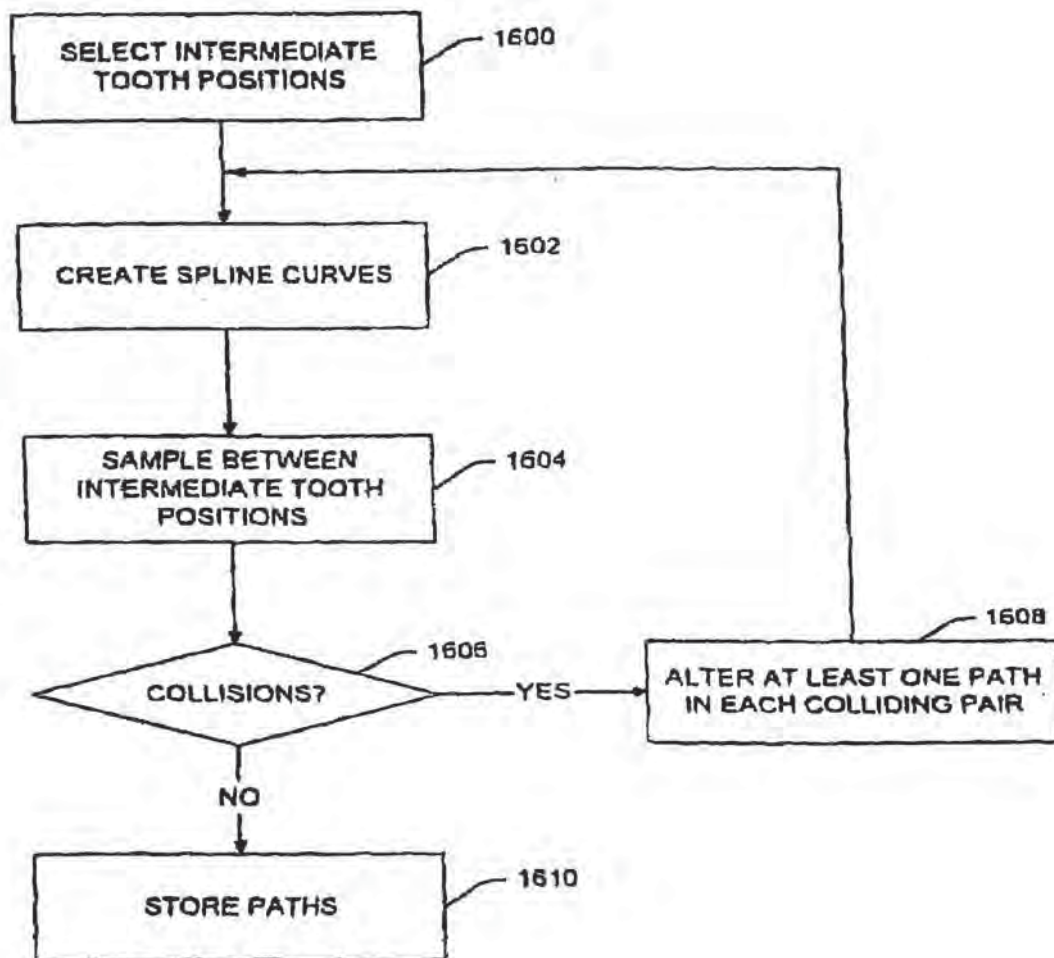 SELECT INTERMEDIATE
TOOTH POSITIONS
1600
CREATE SPLINE CURVES
1602
SAMPLE BETWEEN
INTERMEDIATE TOOTH
POSITIONS
1604
COLLISIONS?
1606
YES
ALTER AT LEAST ONE PATH
IN EACH COLLIDING PAIR
1608
NO
STORE PATHS
1610